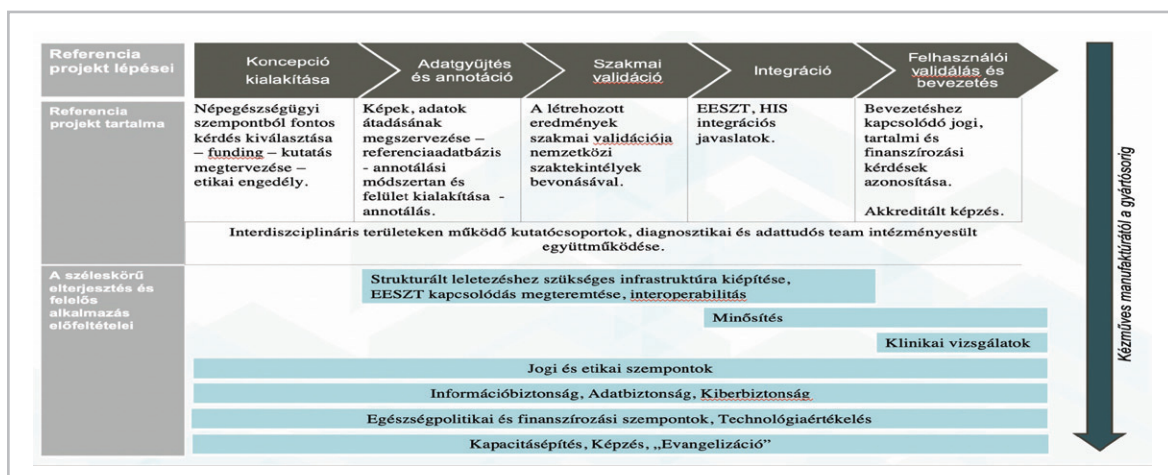 Referencia
projekt lépései
Koncepció
kialakítása
Adatgyűjtés
és annotáció
Szakmai
validáció
Integráció
Felhasználói
validálás és
bevezetés
Referencia
projekt tartalma
Népegészségügyi
szempontból fontos
kérdés kiválasztása
– funding – kutatás
megtervezése –
etikai engedély.
Képek, adatok
átadásának
megszervezése –
referenciaadatbázis
- annotálási
módszertan és
felület kialakítása -
annotálás.
A létrehozott
eredmények
szakmai validációja
nemzetközi
szaktekintélyek
bevonásával.
EESZT, HIS
integrációs
javaslatok.
Bevezetéshez
kapcsolódó jogi,
tartalmi és
finanszírozási
kérdések
azonosítása.
Akkreditált képzés.
Interdiszciplináris területeken működő kutatócsoportok, diagnosztikai és adattudós team intézményesült
együttműködése.
A széleskörű
elterjesztés és
felelős
alkalmazás
előfeltételei
Strukturált leletezéshez szükséges infrastruktúra kiépítése,
EESZT kapcsolódás megteremtése, interoperabilitás
Minősítés
Klinikai vizsgálatok
Jogi és etikai szempontok
Információbiztonság, Adatbiztonság, Kiberbiztonság
Egészségpolitikai és finanszírozási szempontok, Technológiaértékelés
Kapacitásépítés, Képzés, „Evangelizáció”
Kézműves manufaktúrától a gyártósorig